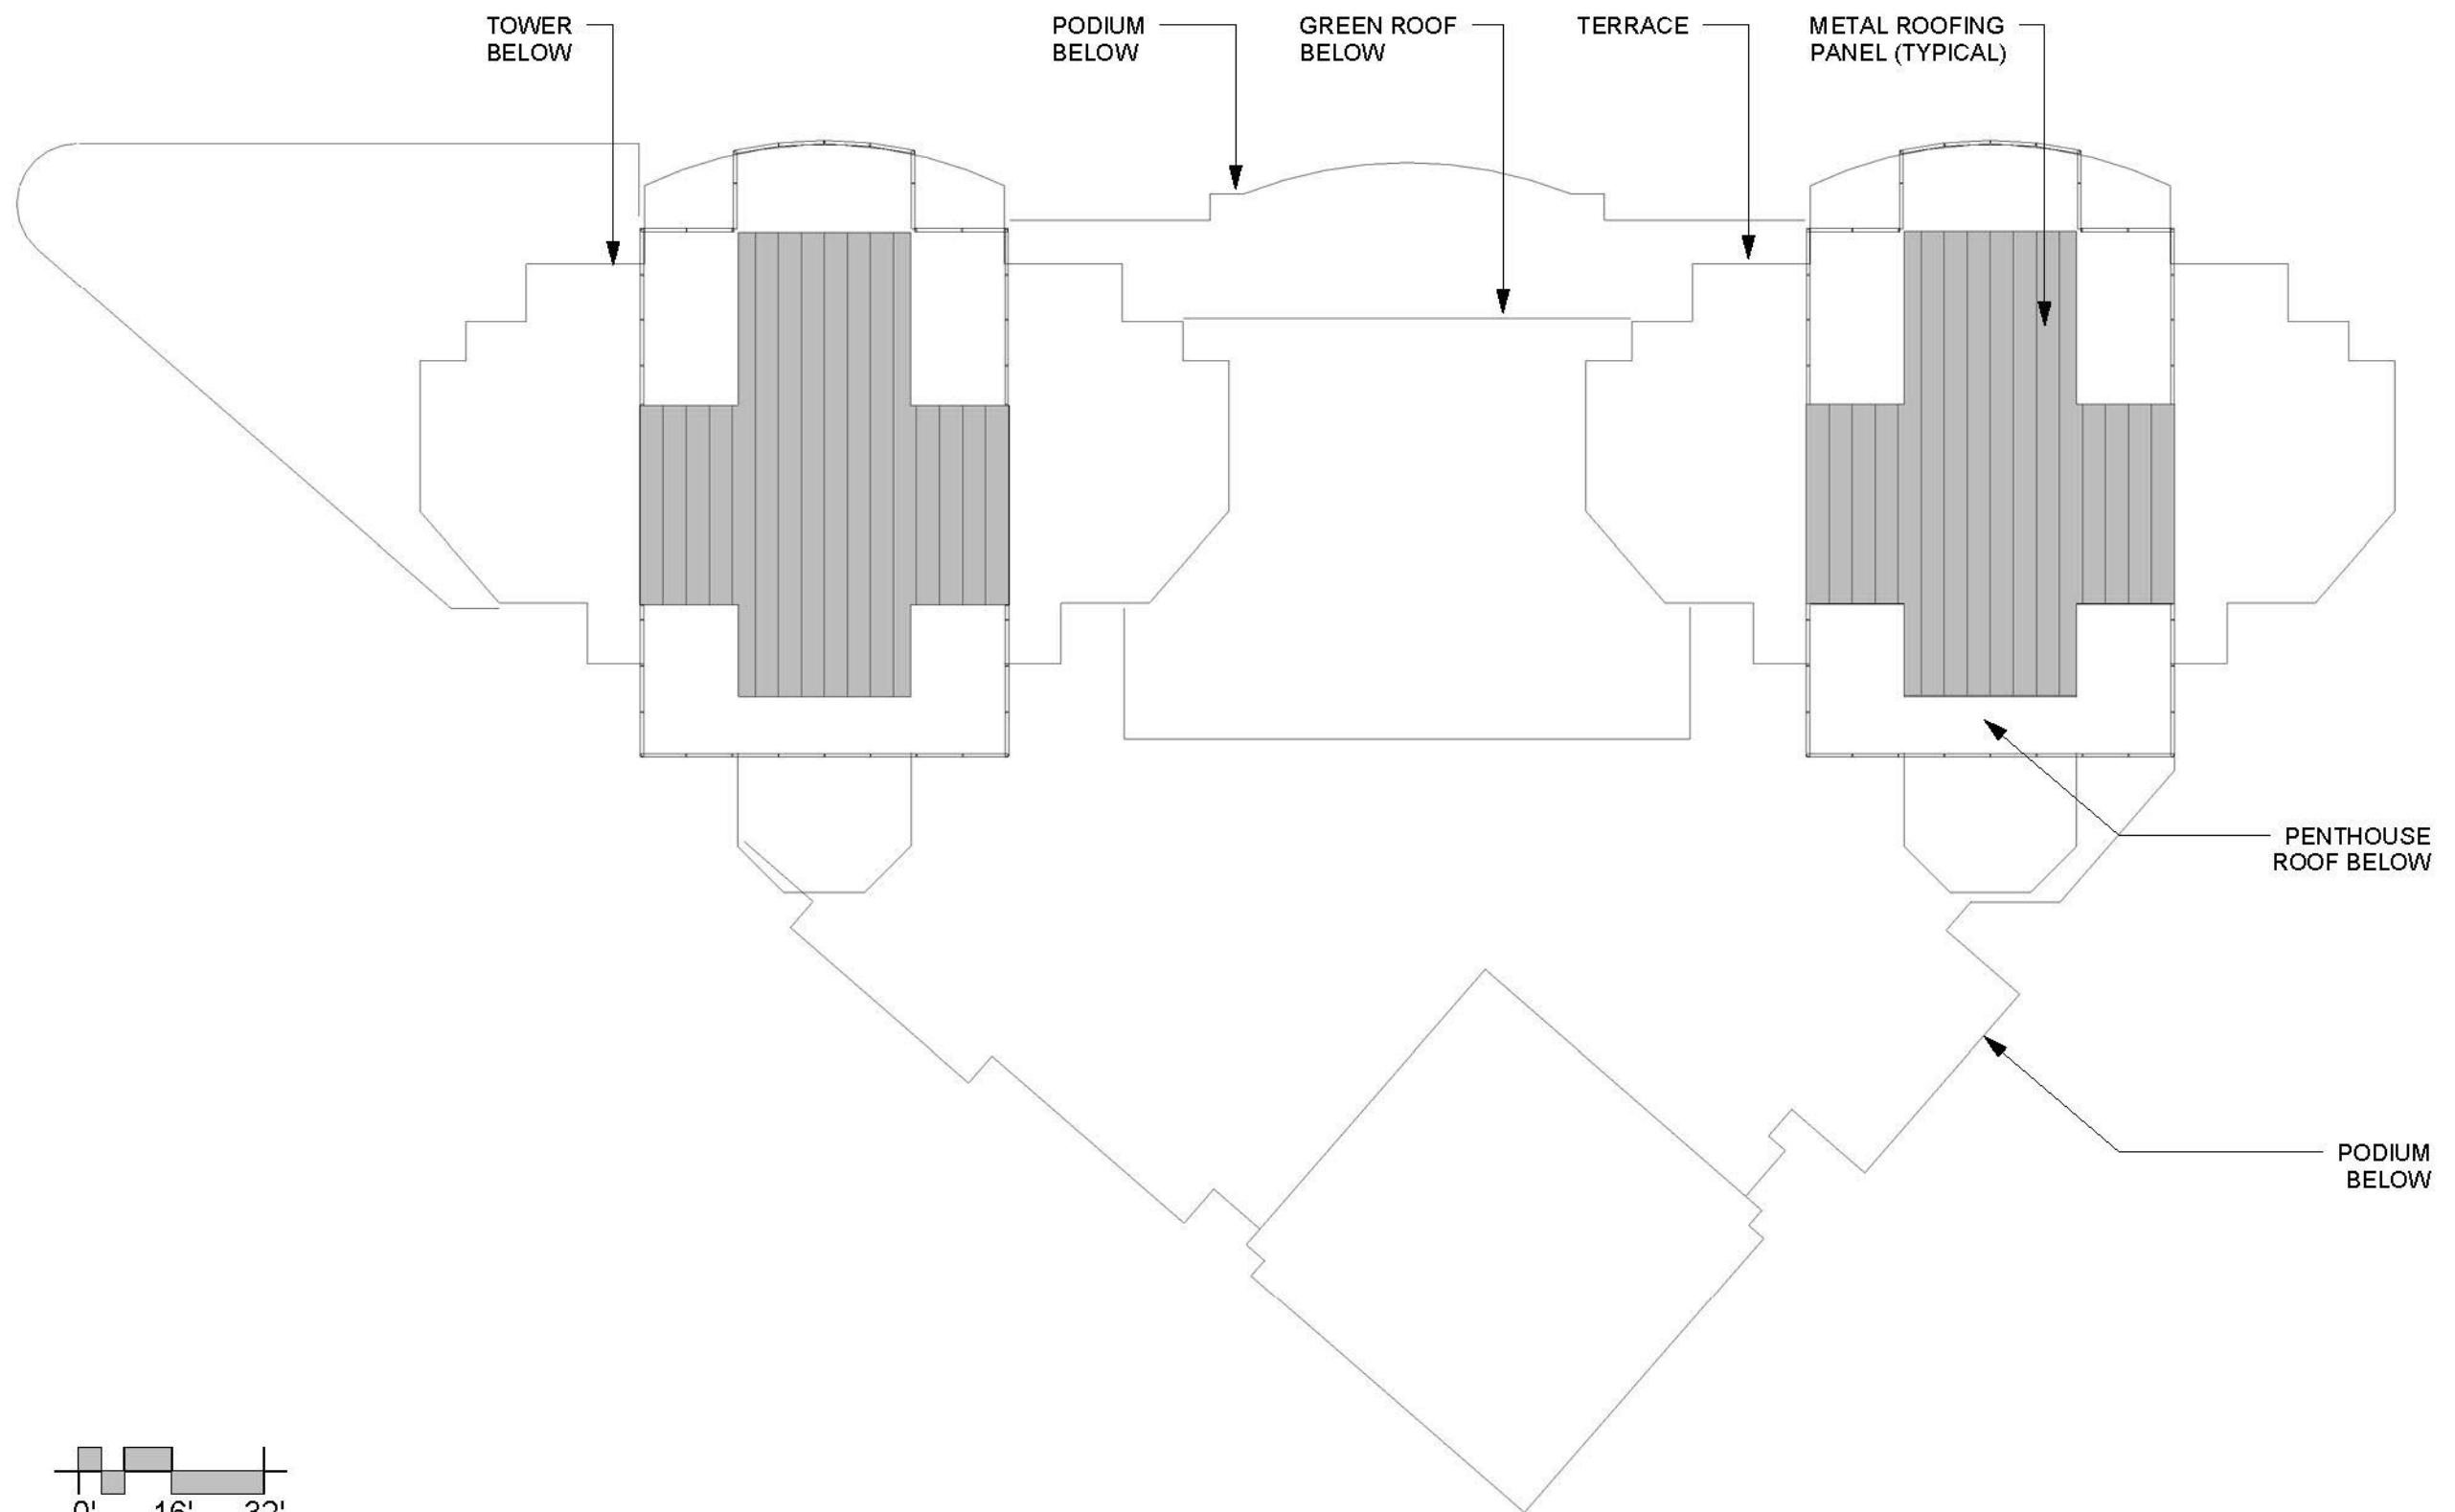 TOWER
BELOW
PODIUM
BELOW
GREEN ROOF
BELOW
TERRACE
METAL ROOFING
PANEL (TYPICAL)
PENTHOUSE
ROOF BELOW
PODIUM
BELOW
0' 16' 32'